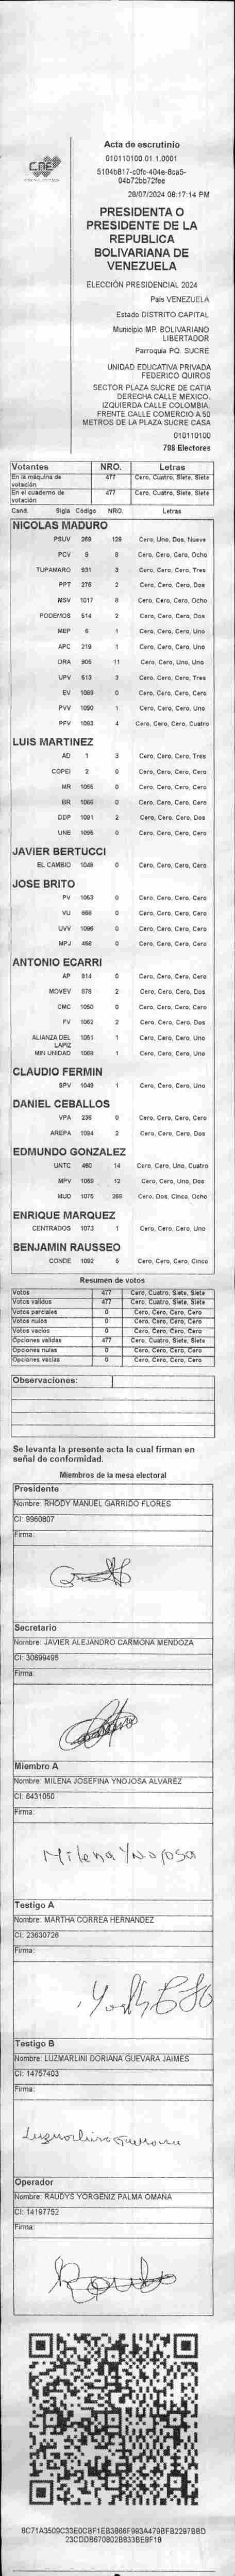 CNE
Acta de escrutinio
010110100.01.1.0001
5104b817-c0fc-404e-8ca5-
04b72bb72fee
28/07/2024 06:17:14 PM
PRESIDENTA O
PRESIDENTE DE LA
REPUBLICA
BOLIVARIANA DE
VENEZUELA
ELECCIÓN PRESIDENCIAL 2024
País VENEZUELA
Estado DISTRITO CAPITAL
Municipio MP. BOLIVARIANO
LIBERTADOR
Parroquia PQ. SUCRE
UNIDAD EDUCATIVA PRIVADA
FEDERICO QUIROS
SECTOR PLAZA SUCRE DE CATIA
DERECHA CALLE MEXICO.
IZQUIERDA CALLE COLOMBIA.
FRENTE CALLE COMERCIO A 50
METROS DE LA PLAZA SUCRE CASA
010110100
798 Electores
Votantes NRO. Letras
En la máquina de votación 477 Cero, Cuatro, Siete, Siete
En el cuaderno de votación 477 Cero, Cuatro, Siete, Siete
Cand. Sigla Código NRO. Letras
NICOLAS MADURO
PSUV 269 129 Cero, Uno, Dos, Nueve
PCV 8 Cero, Cero, Cero, Ocho
TUPAMARO 931 3 Cero, Cero, Cero, Tres
PPT 276 2 Cero, Cero, Cero, Dos
MSV 1017 8 Cero, Cero, Cero, Ocho
PODEMOS 514 2 Cero, Cero, Cero, Dos
MEP 6 1 Cero, Cero, Cero, Uno
APC 219 1 Cero, Cero, Cero, Uno
ORA 906 11 Cero, Cero, Uno, Uno
UPV 513 3 Cero, Cero, Cero, Tres
EV 1089 0 Cero, Cero, Cero, Cero
PVV 1090 1 Cero, Cero, Cero, Uno
PFV 1093 4 Cero, Cero, Cero, Cuatro
LUIS MARTINEZ
AD 1 3 Cero, Cero, Cero, Tres
COPEI 2 0 Cero, Cero, Cero, Cero
MR 1065 0 Cero, Cero, Cero, Cero
BR 1066 0 Cero, Cero, Cero, Cero
DDP 1091 2 Cero, Cero, Cero, Dos
UNE 1095 0 Cero, Cero, Cero, Cero
JAVIER BERTUCCI
EL CAMBIO 1048 0 Cero, Cero, Cero, Cero
JOSE BRITO
PV 1053 0 Cero, Cero, Cero, Cero
VU 868 0 Cero, Cero, Cero, Cero
UVV 1096 0 Cero, Cero, Cero, Cero
MPJ 458 0 Cero, Cero, Cero, Cero
ANTONIO ECARRI
AP 814 0 Cero, Cero, Cero, Cero
MOVEV 878 2 Cero, Cero, Cero, Dos
CMC 1050 0 Cero, Cero, Cero, Cero
FV 1062 2 Cero, Cero, Cero, Dos
ALIANZA DEL LAPIZ 1051 1 Cero, Cero, Cero, Uno
MIN UNIDAD 1069 1 Cero, Cero, Cero, Uno
CLAUDIO FERMIN
SPV 1049 1 Cero, Cero, Cero, Uno
DANIEL CEBALLOS
VPA 236 0 Cero, Cero, Cero, Cero
AREPA 1094 2 Cero, Cero, Cero, Dos
EDMUNDO GONZALEZ
UNTC 460 14 Cero, Cero, Uno, Cuatro
MPV 1069 12 Cero, Cero, Uno, Dos
MUD 1075 258 Cero, Dos, Cinco, Ocho
ENRIQUE MARQUEZ
CENTRADOS 1073 1 Cero, Cero, Cero, Uno
BENJAMIN RAUSSEO
CONDE 1092 5 Cero, Cero, Cero, Cinco
Resumen de votos
Votos 477 Cero, Cuatro, Siete, Siete
Votos validos 477 Cero, Cuatro, Siete, Siete
Votos parciales 0 Cero, Cero, Cero, Cero
Votos nulos 0 Cero, Cero, Cero, Cero
Votos vacios 0 Cero, Cero, Cero, Cero
Opciones validas 477 Cero, Cuatro, Siete, Siete
Opciones nulas 0 Cero, Cero, Cero, Cero
Opciones vacías 0 Cero, Cero, Cero, Cero
Observaciones:
Se levanta la presente acta la cual firman en
señal de conformidad.
Miembros de la mesa electoral
Presidente
Nombre: RHODY MANUEL GARRIDO FLORES
CI: 9960807
Firma:
Secretario
Nombre: JAVIER ALEJANDRO CARMONA MENDOZA
CI: 30699495
Firma:
Miembro A
Nombre: MILENA JOSEFINA YNOJOSA ALVAREZ
CI: 6431050
Firma:
Milena Ynojosa
Testigo A
Nombre: MARTHA CORREA HERNANDEZ
CI: 23630726
Firma:
Testigo B
Nombre: LUZMARLINI DORIANA GUEVARA JAIMES
CI: 14757403
Firma:
Operador
Nombre: RAUDYS YORGENIZ PALMA OMAÑA
CI: 14197752
Firma:
8C71A3509C33E0CBF1EB3866F993A479BFB2297BBD
23CDDB670802B833BE8F18